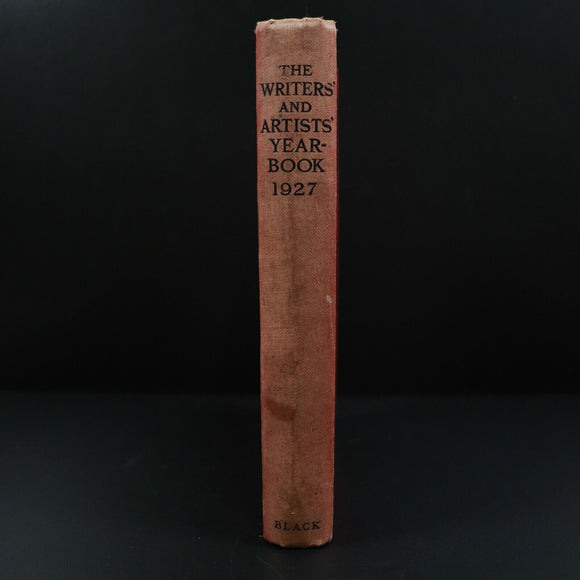 THE
WRITERS'
AND
ARTISTS'
YEAR-
BOOK
1927
BLACK